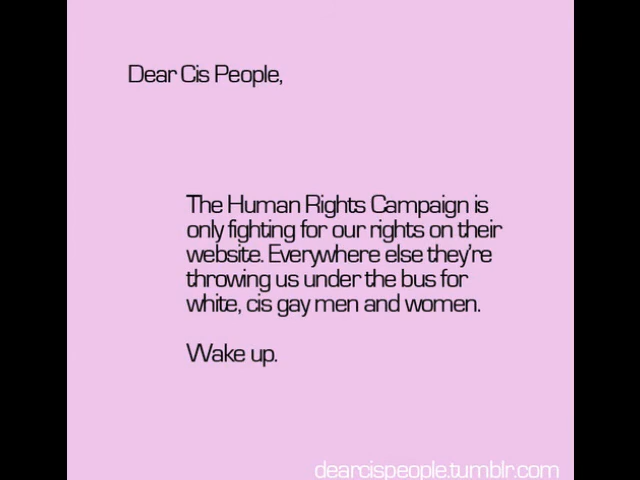 Dear Cis People,
The Human Rights Campaign is
only fighting for our rights on their
website. Everywhere else they're
throwing us under the bus for
white, cis gay men and women.
Wake up.
dearcispeople.tumblr.com